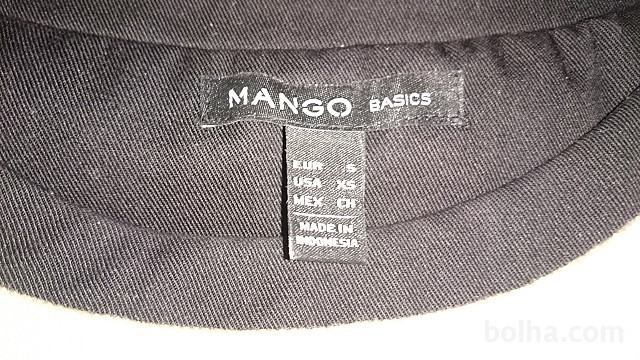 MANGO BASICS
EUR S
USA XS
MEX CH
MADE IN
INDONESIA
bolha.com